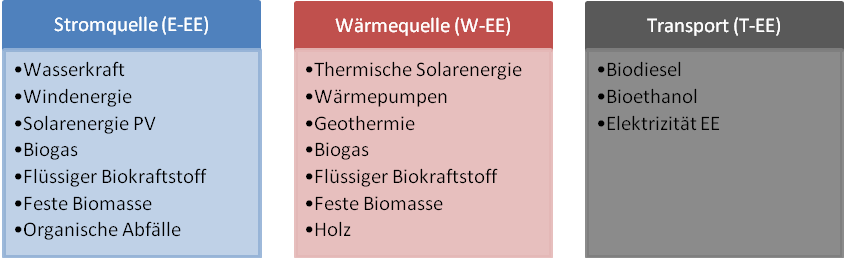 Stromquelle (E-EE)
•Wasserkraft
•Windenergie
•Solarenergie PV
•Biogas
•Flüssiger Biokraftstoff
•Feste Biomasse
•Organische Abfälle
Wärmequelle (W-EE)
•Thermische Solarenergie
•Wärmepumpen
•Geothermie
•Biogas
•Flüssiger Biokraftstoff
•Feste Biomasse
•Holz
Transport (T-EE)
•Biodiesel
•Bioethanol
•Elektrizität EE